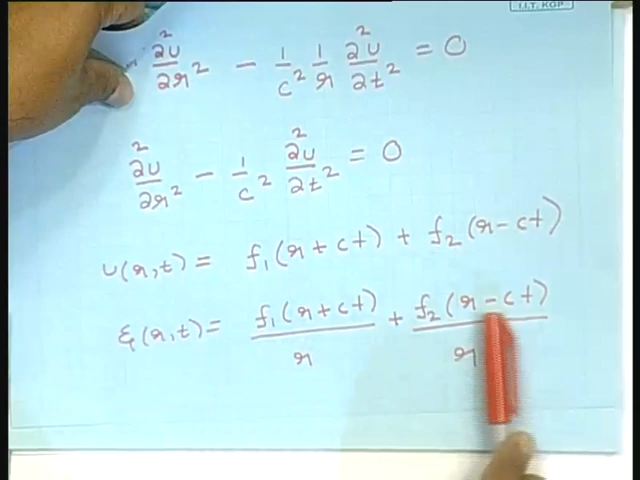 I.I.T. KGP
∂²U/∂r² - 1/c² 1/r ∂²U/∂t² = 0
∂²U/∂r² - 1/c² ∂²U/∂t² = 0
U(r,t) = f₁(r+ct) + f₂(r-ct)
ξ(r,t) = f₁(r+ct)/r + f₂(r-ct)/r